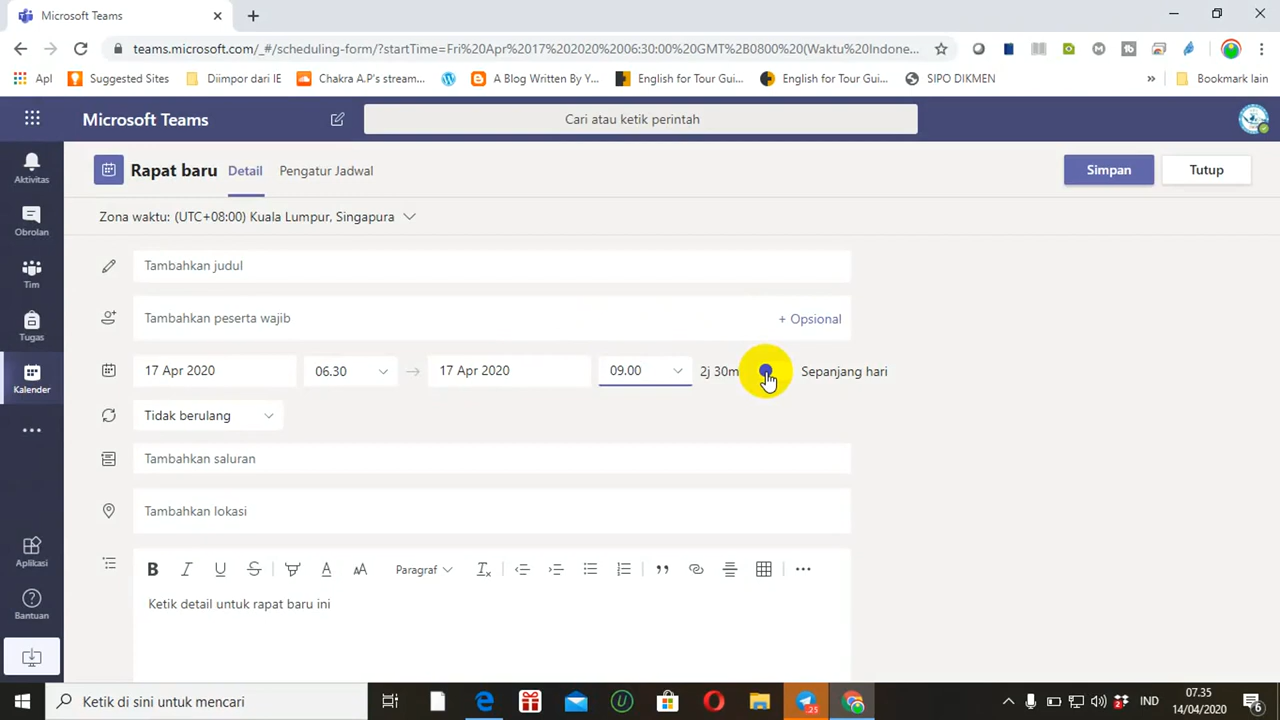 Microsoft Teams
teams.microsoft.com/_#/scheduling-form/?startTime=Fri%20Apr%2017%202020%2006:30:00%20GMT%2B0800%20(Waktu%20Indone...
Apl
Suggested Sites
Diimpor dari IE
Chakra A.P's stream...
A Blog Written By Y...
English for Tour Gui...
English for Tour Gui...
SIPO DIKMEN
»
Bookmark lain
Microsoft Teams
Cari atau ketik perintah
Aktivitas
Obrolan
Tim
Tugas
Kalender
Aplikasi
Bantuan
Rapat baru
Detail
Pengatur Jadwal
Simpan
Tutup
Zona waktu: (UTC+08:00) Kuala Lumpur, Singapura
Tambahkan judul
Tambahkan peserta wajib
+ Opsional
17 Apr 2020
06.30
17 Apr 2020
09.00
2j 30m
Sepanjang hari
Tidak berulang
Tambahkan saluran
Tambahkan lokasi
B I U S A AA Paragraf
Ketik detail untuk rapat baru ini
Ketik di sini untuk mencari
25
IND
07.35
14/04/2020
6